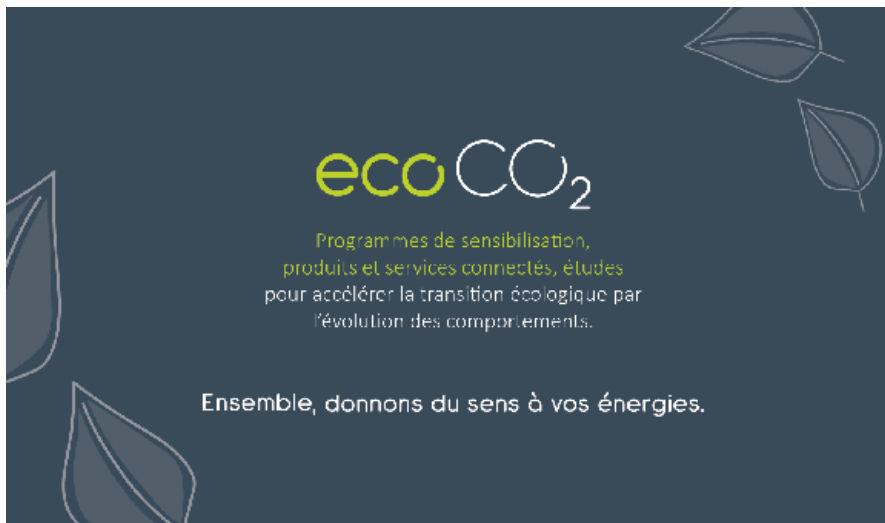 ecoCO₂
Programmes de sensibilisation,
produits et services connectés, études
pour accélérer la transition écologique par
l'évolution des comportements.
Ensemble, donnons du sens à vos énergies.